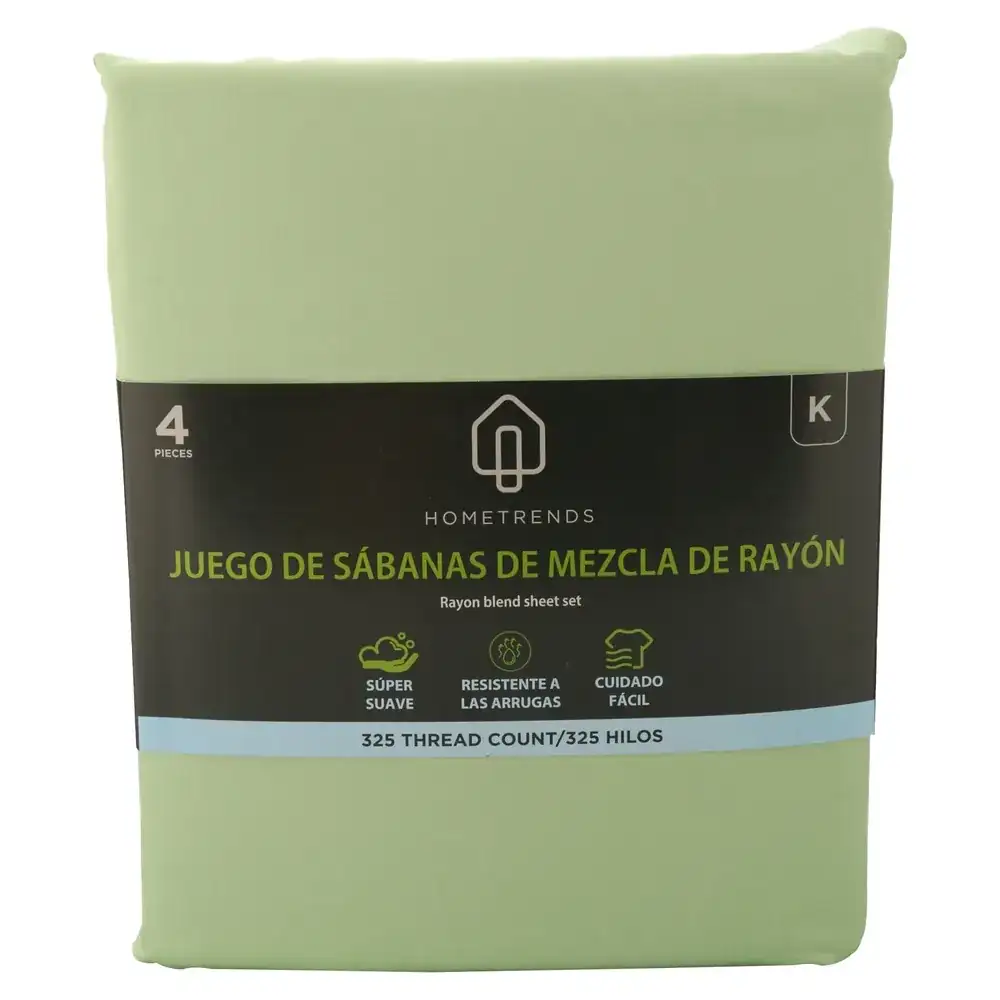 4
PIECES
K
HOMETRENDS
JUEGO DE SÁBANAS DE MEZCLA DE RAYÓN
Rayon blend sheet set
SÚPER
SUAVE
RESISTENTE A
LAS ARRUGAS
CUIDADO
FÁCIL
325 THREAD COUNT/325 HILOS